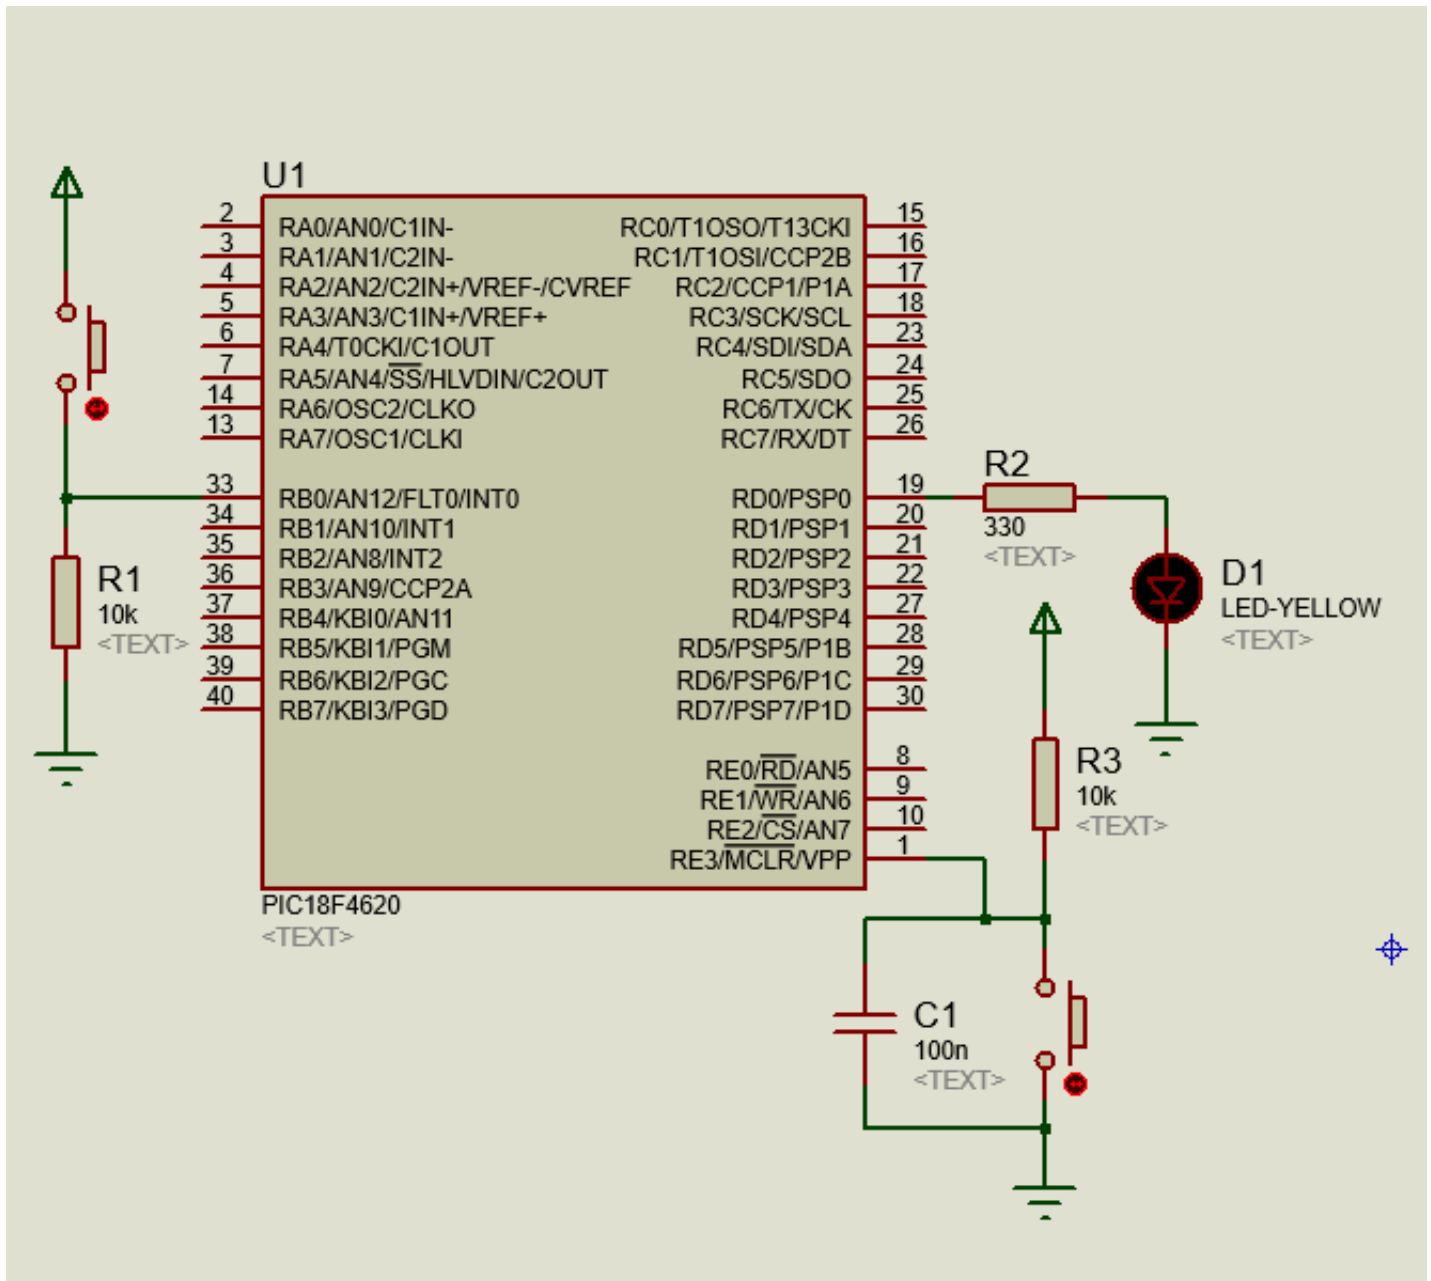 U1
2 RA0/AN0/C1IN-
3 RA1/AN1/C2IN-
4 RA2/AN2/C2IN+/VREF-/CVREF
5 RA3/AN3/C1IN+/VREF+
6 RA4/T0CKI/C1OUT
7 RA5/AN4/SS/HLVDIN/C2OUT
14 RA6/OSC2/CLKO
13 RA7/OSC1/CLKI
33 RB0/AN12/FLT0/INT0
34 RB1/AN10/INT1
35 RB2/AN8/INT2
36 RB3/AN9/CCP2A
37 RB4/KBI0/AN11
38 RB5/KBI1/PGM
39 RB6/KBI2/PGC
40 RB7/KBI3/PGD
RC0/T1OSO/T13CKI 15
RC1/T1OSI/CCP2B 16
RC2/CCP1/P1A 17
RC3/SCK/SCL 18
RC4/SDI/SDA 23
RC5/SDO 24
RC6/TX/CK 25
RC7/RX/DT 26
RD0/PSP0 19
RD1/PSP1 20
RD2/PSP2 21
RD3/PSP3 22
RD4/PSP4 27
RD5/PSP5/P1B 28
RD6/PSP6/P1C 29
RD7/PSP7/P1D 30
RE0/RD/AN5 8
RE1/WR/AN6 9
RE2/CS/AN7 10
RE3/MCLR/VPP 1
PIC18F4620
<TEXT>
R1
10k
<TEXT>
R2
330
<TEXT>
D1
LED-YELLOW
<TEXT>
R3
10k
<TEXT>
C1
100n
<TEXT>